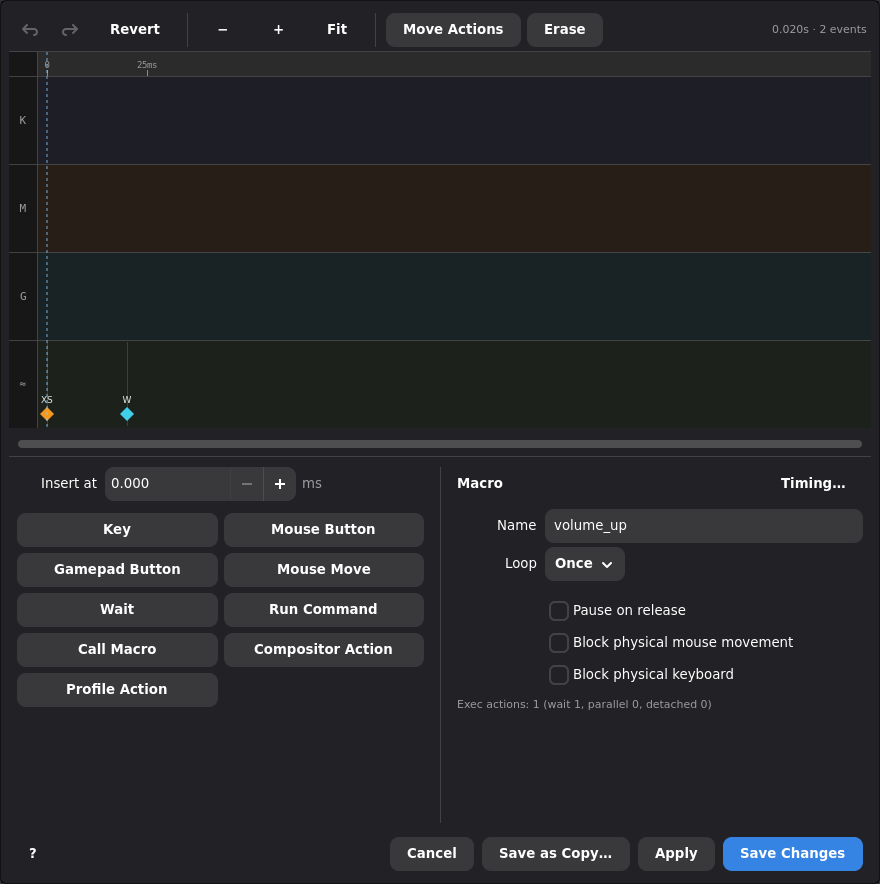 Revert − + Fit Move Actions Erase 0.020s · 2 events
0 25ms
K
M
G
≈
XS W
Insert at 0.000 − + ms
Key Mouse Button
Gamepad Button Mouse Move
Wait Run Command
Call Macro Compositor Action
Profile Action
Macro Timing...
Name volume_up
Loop Once
Pause on release
Block physical mouse movement
Block physical keyboard
Exec actions: 1 (wait 1, parallel 0, detached 0)
? Cancel Save as Copy... Apply Save Changes